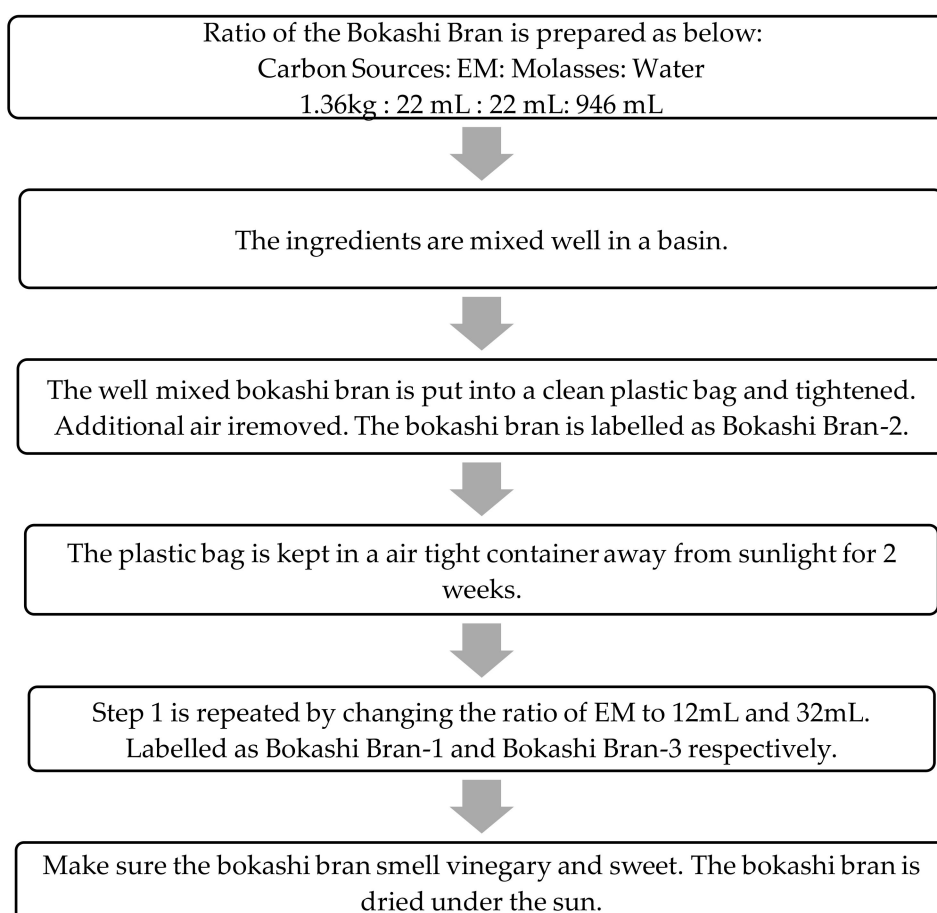 Ratio of the Bokashi Bran is prepared as below:
Carbon Sources: EM: Molasses: Water
1.36kg : 22 mL : 22 mL: 946 mL
The ingredients are mixed well in a basin.
The well mixed bokashi bran is put into a clean plastic bag and tightened.
Additional air iremoved. The bokashi bran is labelled as Bokashi Bran-2.
The plastic bag is kept in a air tight container away from sunlight for 2
weeks.
Step 1 is repeated by changing the ratio of EM to 12mL and 32mL.
Labelled as Bokashi Bran-1 and Bokashi Bran-3 respectively.
Make sure the bokashi bran smell vinegary and sweet. The bokashi bran is
dried under the sun.